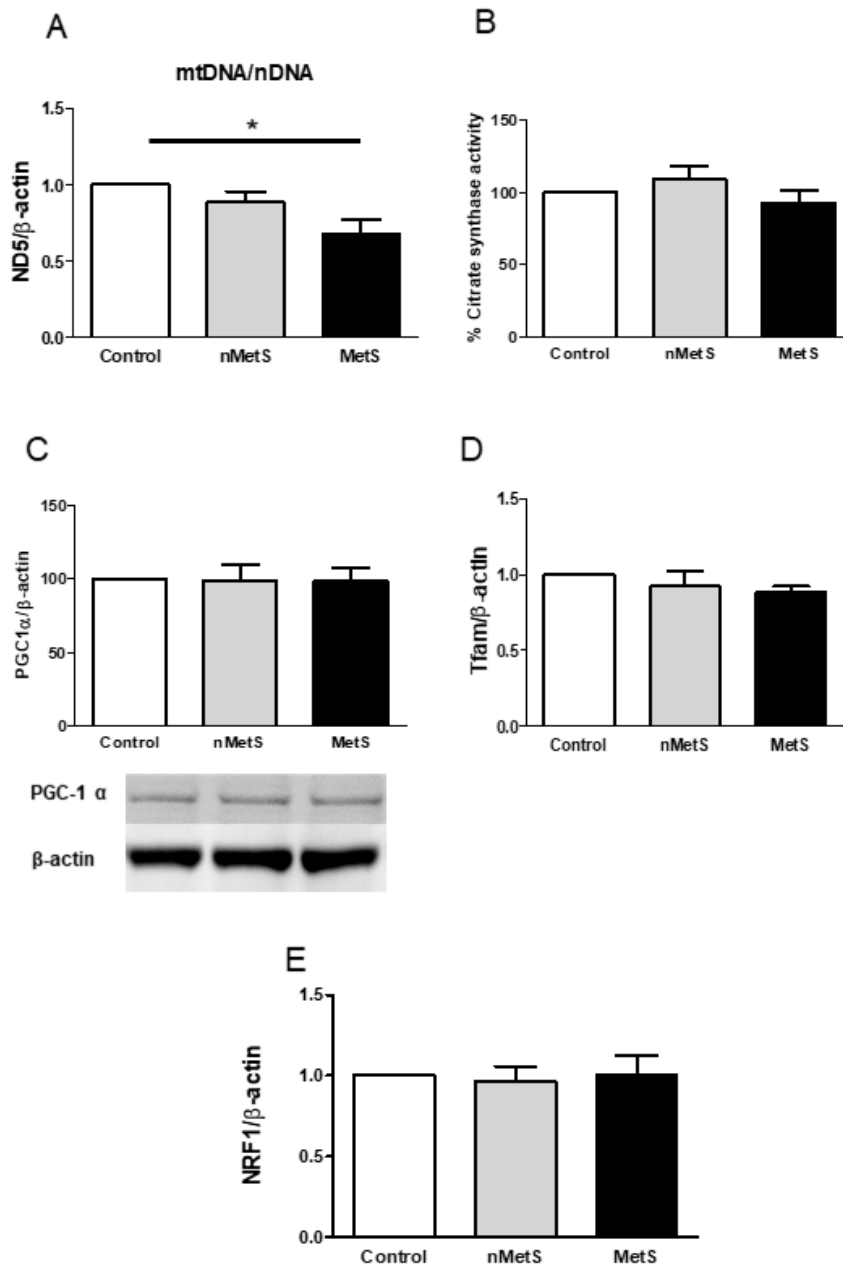 A
mtDNA/nDNA
*
1.5
1.0
0.5
0.0
ND5/β-actin
Control nMetS MetS
B
150
100
50
0
% Citrate synthase activity
Control nMetS MetS
C
150
100
50
0
PGC1α/β-actin
Control nMetS MetS
PGC-1 α
β-actin
D
1.5
1.0
0.5
0.0
Tfam/β-actin
Control nMetS MetS
E
1.5
1.0
0.5
0.0
NRF1/β-actin
Control nMetS MetS